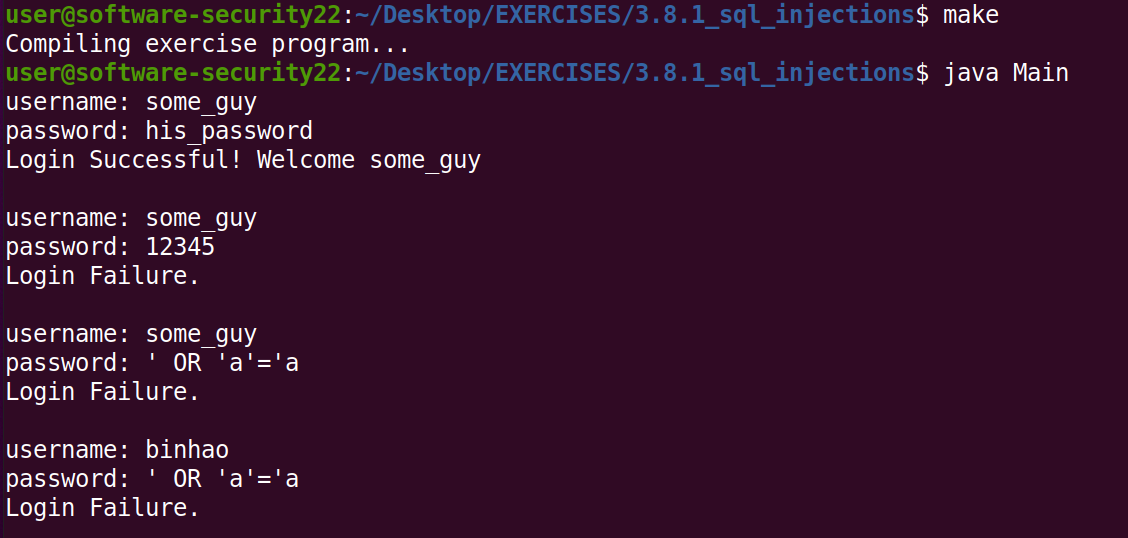 user@software-security22:~/Desktop/EXERCISES/3.8.1_sql_injections$ make
Compiling exercise program...
user@software-security22:~/Desktop/EXERCISES/3.8.1_sql_injections$ java Main
username: some_guy
password: his_password
Login Successful! Welcome some_guy
username: some_guy
password: 12345
Login Failure.
username: some_guy
password: ' OR 'a'='a
Login Failure.
username: binhao
password: ' OR 'a'='a
Login Failure.